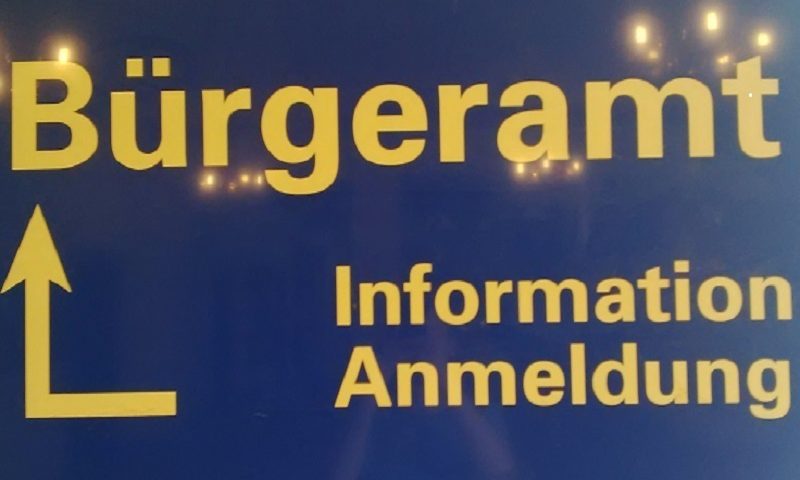 Bürgeramt
Information
Anmeldung